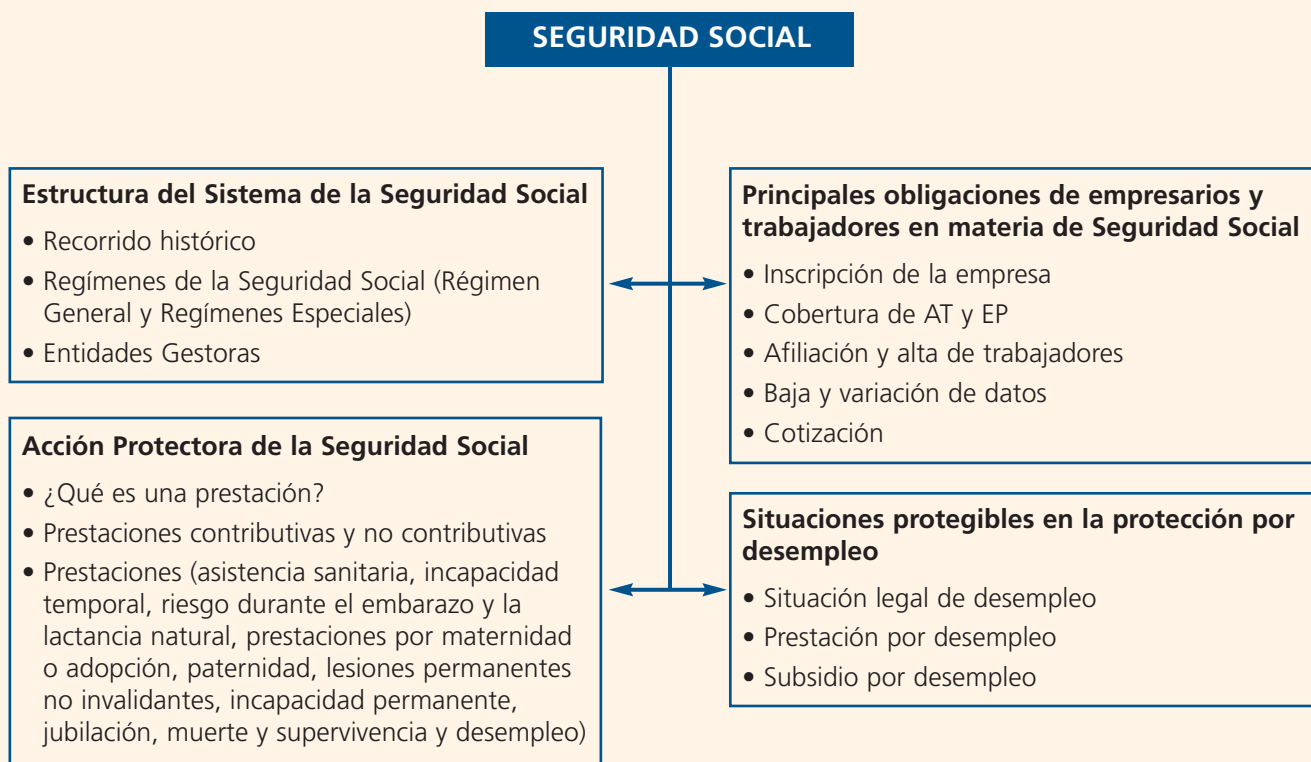 SEGURIDAD SOCIAL
Estructura del Sistema de la Seguridad Social
• Recorrido histórico
• Regímenes de la Seguridad Social (Régimen
General y Regímenes Especiales)
• Entidades Gestoras
Principales obligaciones de empresarios y
trabajadores en materia de Seguridad Social
• Inscripción de la empresa
• Cobertura de AT y EP
• Afiliación y alta de trabajadores
• Baja y variación de datos
• Cotización
Acción Protectora de la Seguridad Social
• ¿Qué es una prestación?
• Prestaciones contributivas y no contributivas
• Prestaciones (asistencia sanitaria, incapacidad
temporal, riesgo durante el embarazo y la
lactancia natural, prestaciones por maternidad
o adopción, paternidad, lesiones permanentes
no invalidantes, incapacidad permanente,
jubilación, muerte y supervivencia y desempleo)
Situaciones protegibles en la protección por
desempleo
• Situación legal de desempleo
• Prestación por desempleo
• Subsidio por desempleo